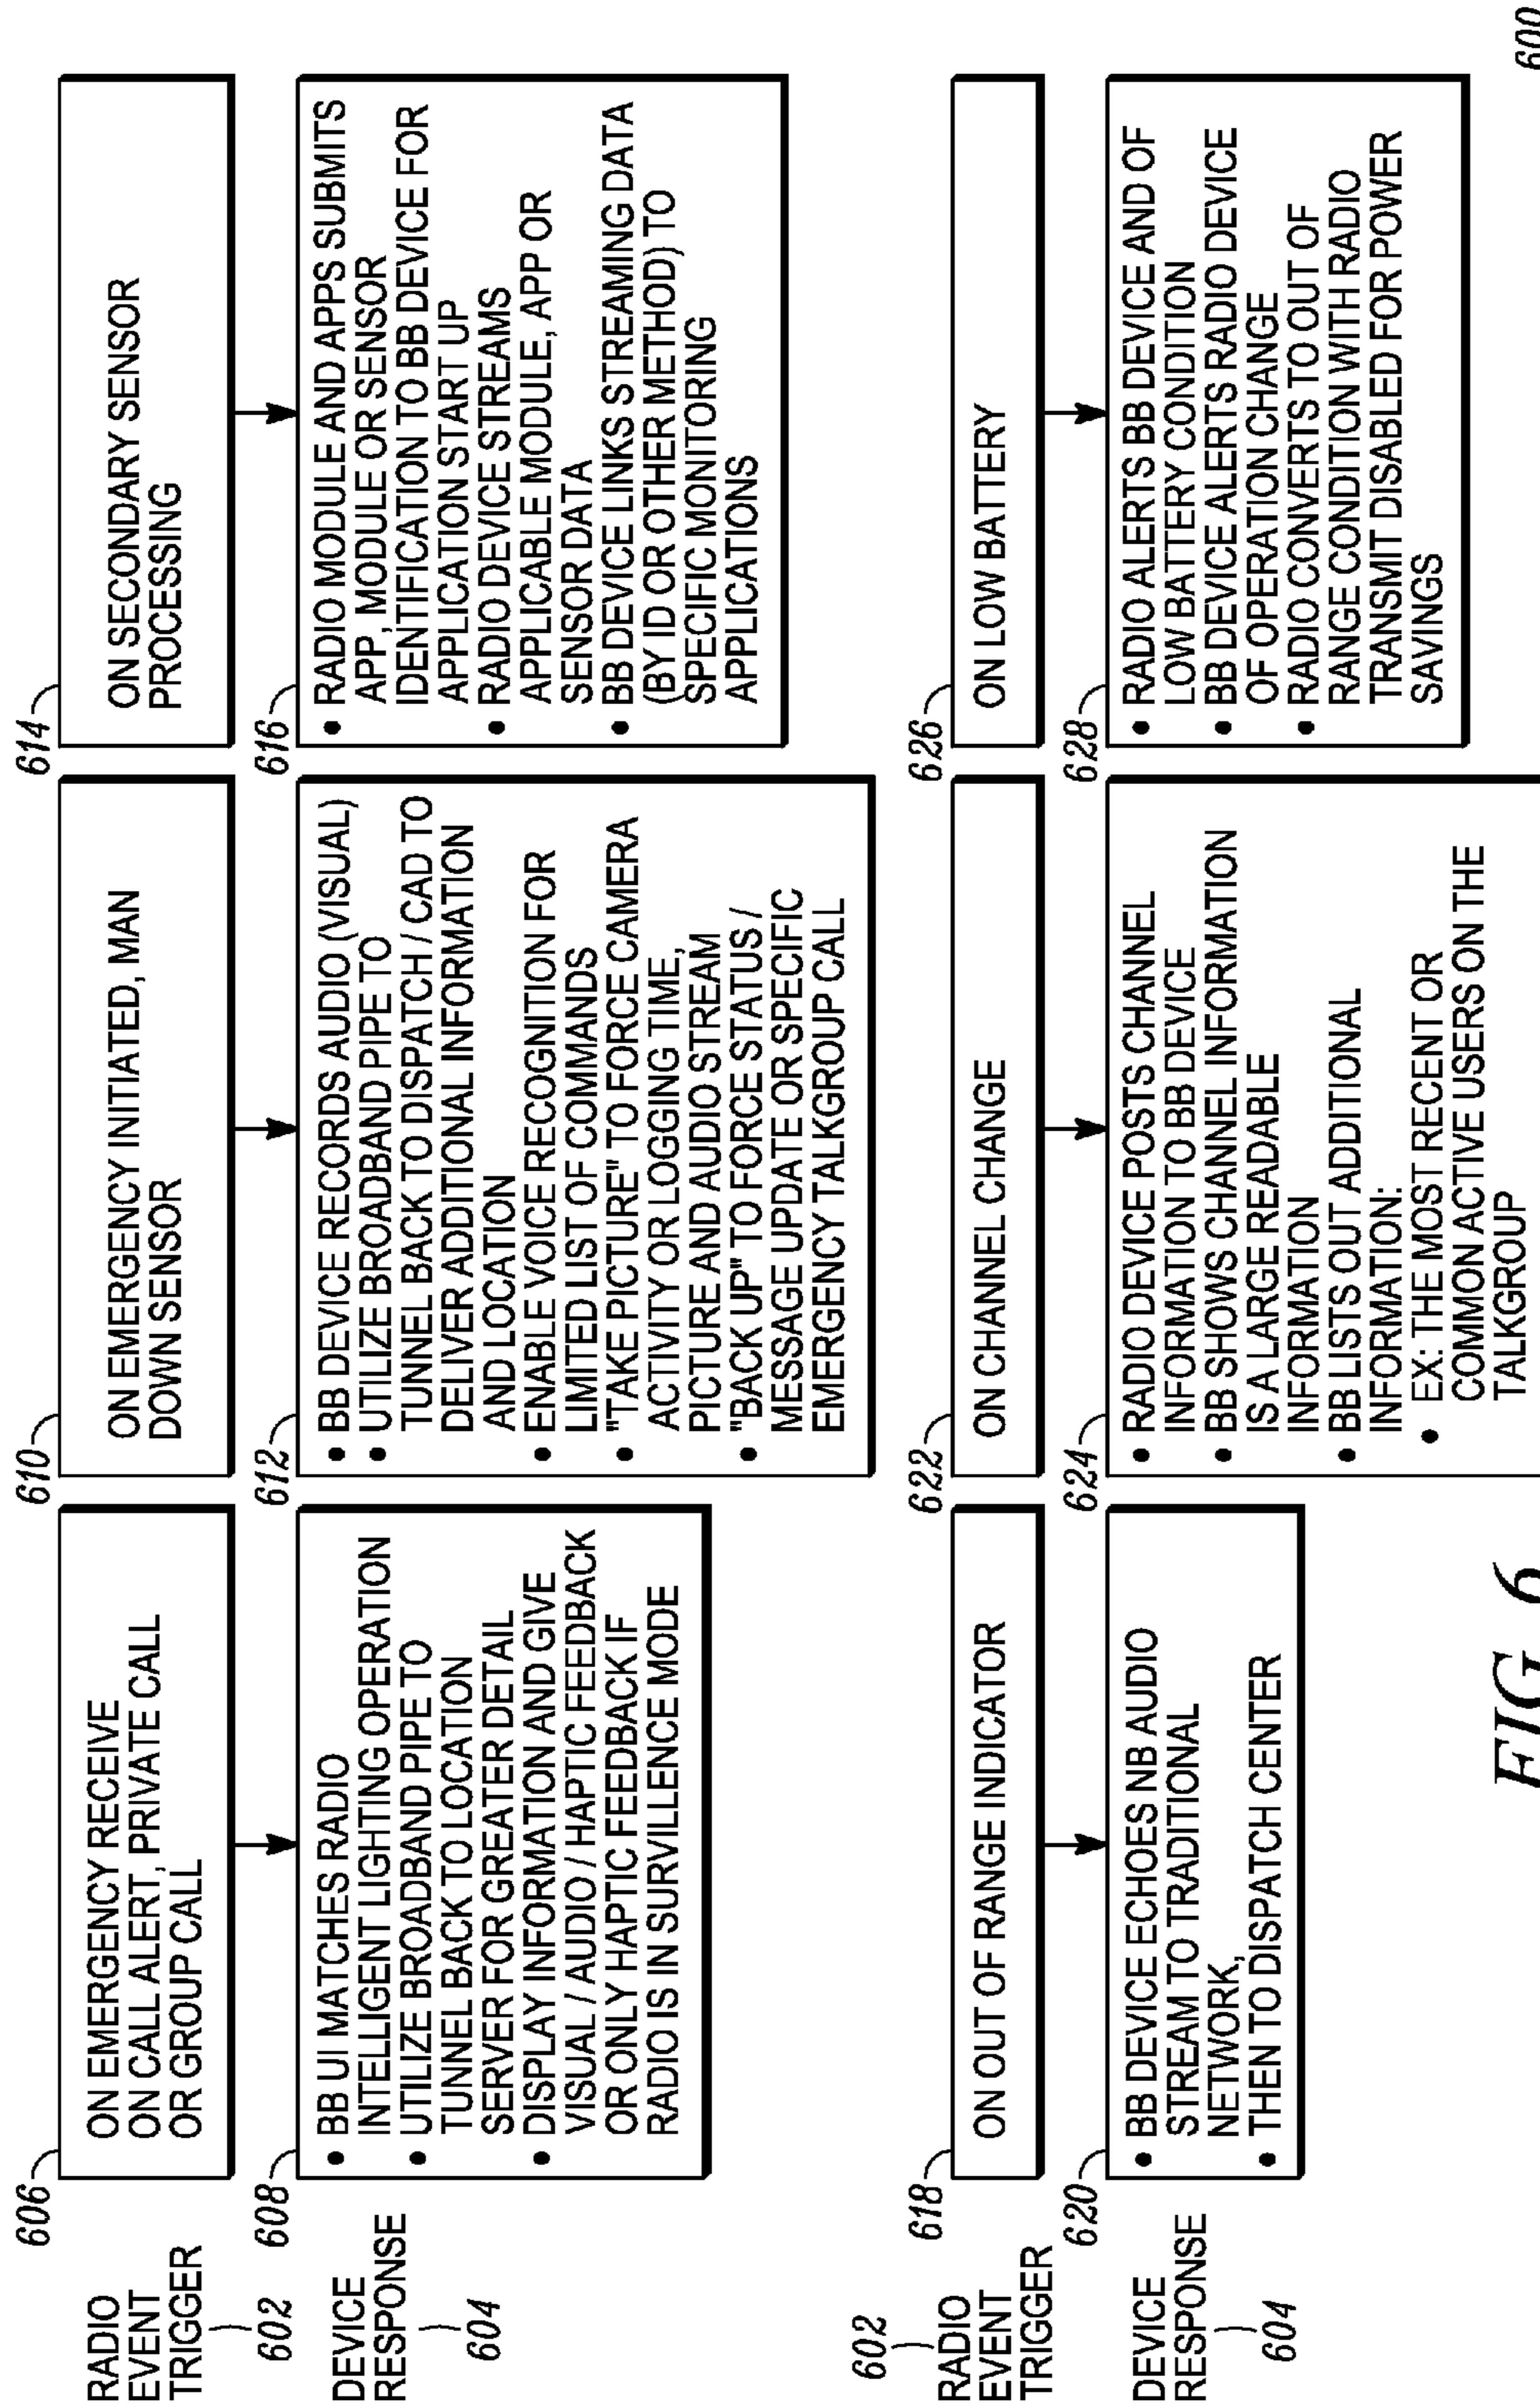 RADIO
EVENT
TRIGGER
602
606
ON EMERGENCY RECEIVE
ON CALL ALERT, PRIVATE CALL
OR GROUP CALL
610
ON EMERGENCY INITIATED, MAN
DOWN SENSOR
614
ON SECONDARY SENSOR
PROCESSING
DEVICE
RESPONSE
604
608
• BB UI MATCHES RADIO
INTELLIGENT LIGHTING OPERATION
• UTILIZE BROADBAND PIPE TO
TUNNEL BACK TO LOCATION
SERVER FOR GREATER DETAIL
• DISPLAY INFORMATION AND GIVE
VISUAL / AUDIO / HAPTIC FEEDBACK
OR ONLY HAPTIC FEEDBACK IF
RADIO IS IN SURVILLENCE MODE
612
• BB DEVICE RECORDS AUDIO (VISUAL)
• UTILIZE BROADBAND PIPE TO
TUNNEL BACK TO DISPATCH / CAD TO
DELIVER ADDITIONAL INFORMATION
AND LOCATION
• ENABLE VOICE RECOGNITION FOR
LIMITED LIST OF COMMANDS
• "TAKE PICTURE" TO FORCE CAMERA
ACTIVITY OR LOGGING TIME,
PICTURE AND AUDIO STREAM
• "BACK UP" TO FORCE STATUS /
MESSAGE UPDATE OR SPECIFIC
EMERGENCY TALKGROUP CALL
616
• RADIO MODULE AND APPS SUBMITS
APP, MODULE OR SENSOR
IDENTIFICATION TO BB DEVICE FOR
APPLICATION START UP
• RADIO DEVICE STREAMS
APPLICABLE MODULE, APP OR
SENSOR DATA
• BB DEVICE LINKS STREAMING DATA
(BY ID OR OTHER METHOD) TO
SPECIFIC MONITORING
APPLICATIONS
602
RADIO
EVENT
TRIGGER
618
ON OUT OF RANGE INDICATOR
622
ON CHANNEL CHANGE
626
ON LOW BATTERY
DEVICE
RESPONSE
604
620
• BB DEVICE ECHOES NB AUDIO
STREAM TO TRADITIONAL
NETWORK,
• THEN TO DISPATCH CENTER
624
• RADIO DEVICE POSTS CHANNEL
INFORMATION TO BB DEVICE
• BB SHOWS CHANNEL INFORMATION
IS A LARGE READABLE
INFORMATION
• BB LISTS OUT ADDITIONAL
INFORMATION:
• EX: THE MOST RECENT OR
COMMON ACTIVE USERS ON THE
TALKGROUP
628
• RADIO ALERTS BB DEVICE AND OF
LOW BATTERY CONDITION
• BB DEVICE ALERTS RADIO DEVICE
OF OPERATION CHANGE
• RADIO CONVERTS TO OUT OF
RANGE CONDITION WITH RADIO
TRANSMIT DISABLED FOR POWER
SAVINGS
FIG. 6
600